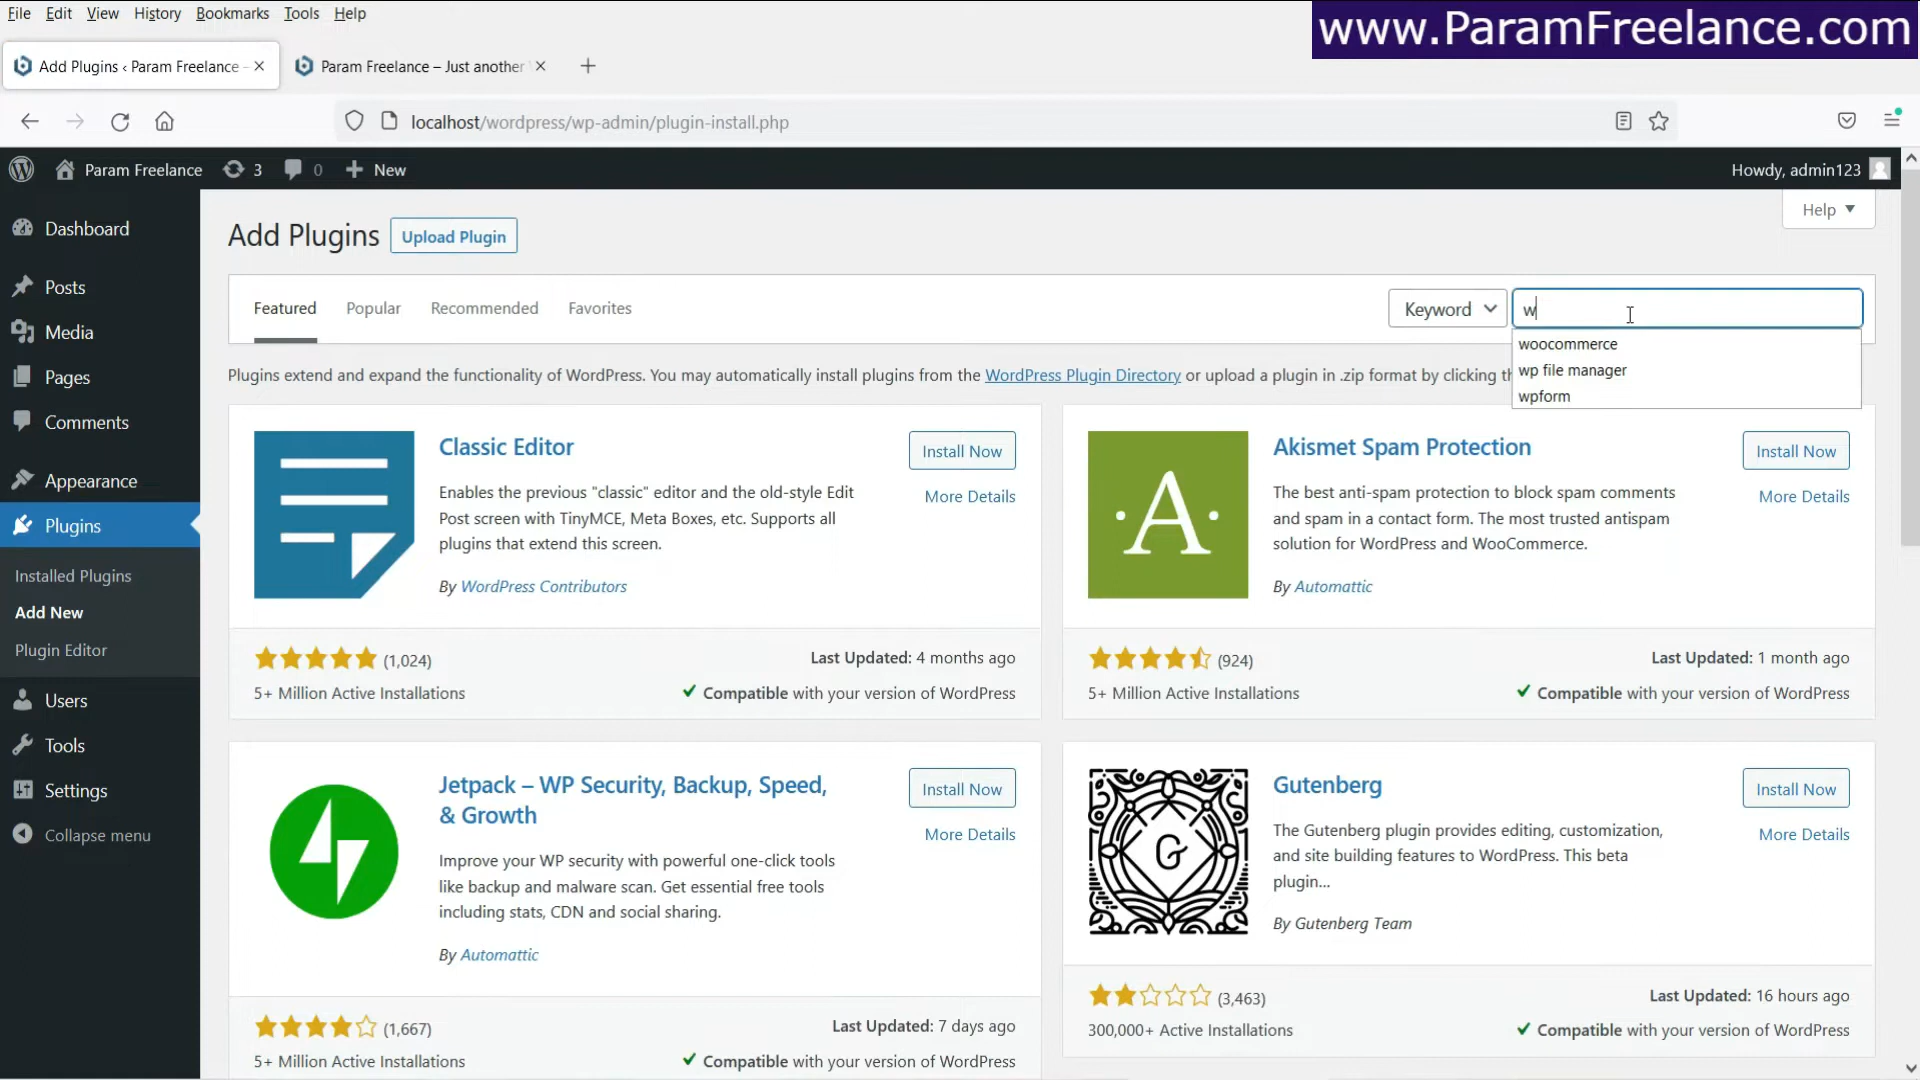 File Edit View History Bookmarks Tools Help
www.ParamFreelance.com
Add Plugins ‹ Param Freelance –
Param Freelance – Just another
localhost/wordpress/wp-admin/plugin-install.php
Param Freelance 3 0 New
Howdy, admin123
Help
Dashboard
Posts
Media
Pages
Comments
Appearance
Plugins
Installed Plugins
Add New
Plugin Editor
Users
Tools
Settings
Collapse menu
Add Plugins Upload Plugin
Featured Popular Recommended Favorites
Keyword w
woocommerce
wp file manager
wpform
Plugins extend and expand the functionality of WordPress. You may automatically install plugins from the WordPress Plugin Directory or upload a plugin in .zip format by clicking
Classic Editor
Install Now
More Details
Enables the previous "classic" editor and the old-style Edit
Post screen with TinyMCE, Meta Boxes, etc. Supports all
plugins that extend this screen.
By WordPress Contributors
(1,024)
Last Updated: 4 months ago
5+ Million Active Installations
Compatible with your version of WordPress
Akismet Spam Protection
Install Now
More Details
The best anti-spam protection to block spam comments
and spam in a contact form. The most trusted antispam
solution for WordPress and WooCommerce.
By Automattic
·A·
(924)
Last Updated: 1 month ago
5+ Million Active Installations
Compatible with your version of WordPress
Jetpack – WP Security, Backup, Speed,
& Growth
Install Now
More Details
Improve your WP security with powerful one-click tools
like backup and malware scan. Get essential free tools
including stats, CDN and social sharing.
By Automattic
(1,667)
Last Updated: 7 days ago
5+ Million Active Installations
Compatible with your version of WordPress
Gutenberg
Install Now
More Details
The Gutenberg plugin provides editing, customization,
and site building features to WordPress. This beta
plugin...
By Gutenberg Team
G
(3,463)
Last Updated: 16 hours ago
300,000+ Active Installations
Compatible with your version of WordPress